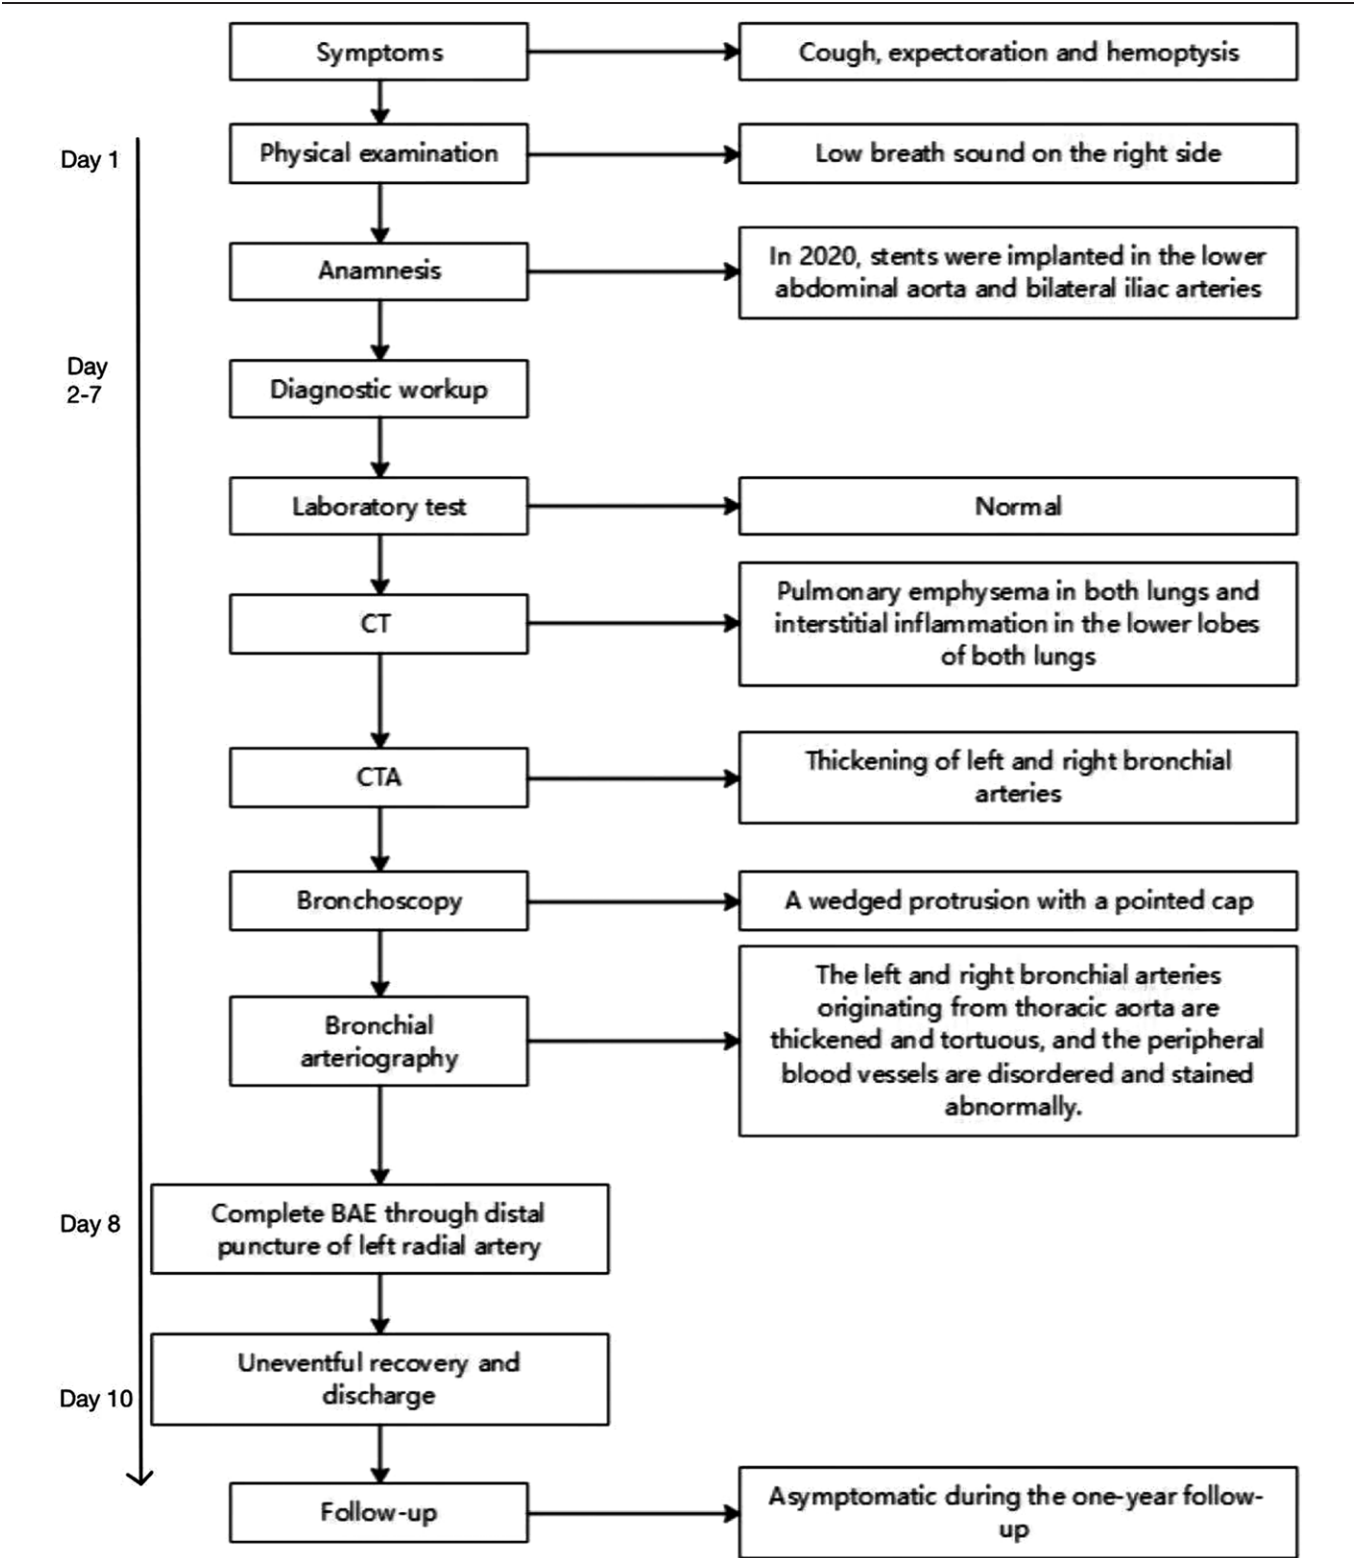 Symptoms
Cough, expectoration and hemoptysis
Day 1
Physical examination
Low breath sound on the right side
Anamnesis
In 2020, stents were implanted in the lower
abdominal aorta and bilateral iliac arteries
Day
2-7
Diagnostic workup
Laboratory test
Normal
CT
Pulmonary emphysema in both lungs and
interstitial inflammation in the lower lobes
of both lungs
CTA
Thickening of left and right bronchial
arteries
Bronchoscopy
A wedged protrusion with a pointed cap
Bronchial
arteriography
The left and right bronchial arteries
originating from thoracic aorta are
thickened and tortuous, and the peripheral
blood vessels are disordered and stained
abnormally.
Day 8
Complete BAE through distal
puncture of left radial artery
Uneventful recovery and
discharge
Day 10
Follow-up
Asymptomatic during the one-year follow-
up